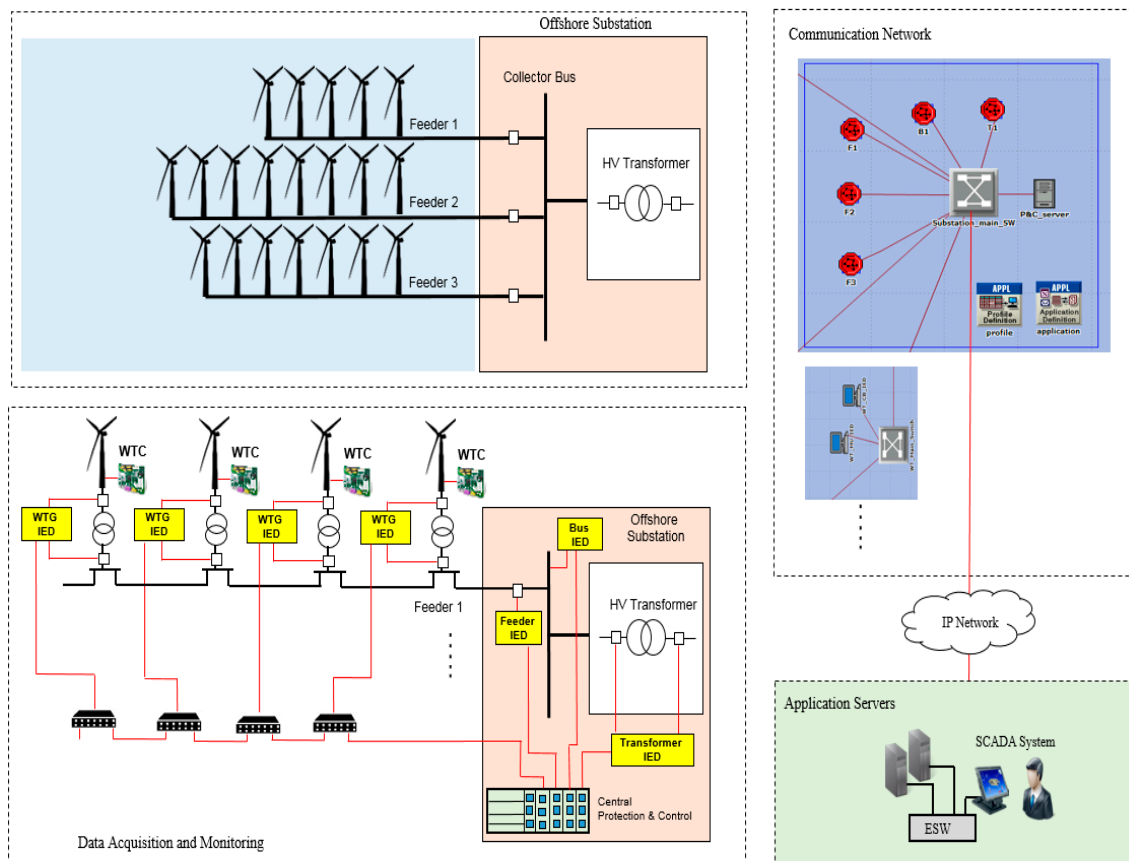 Offshore Substation
Collector Bus
Feeder 1
HV Transformer
Feeder 2
Feeder 3
Communication Network
B1
T1
F1
F2
P&C_server
Substation_main_SW
F3
APPL
Profile
Definition
profile
APPL
Application
Definition
application
WT_CB_IED
WT_MU_IED
WT_Main_Switch
IP Network
Application Servers
SCADA System
ESW
WTC
WTC
WTC
WTC
WTG
IED
WTG
IED
WTG
IED
WTG
IED
Bus
IED
Offshore
Substation
Feeder 1
HV Transformer
Feeder
IED
Transformer
IED
Central
Protection & Control
Data Acquisition and Monitoring